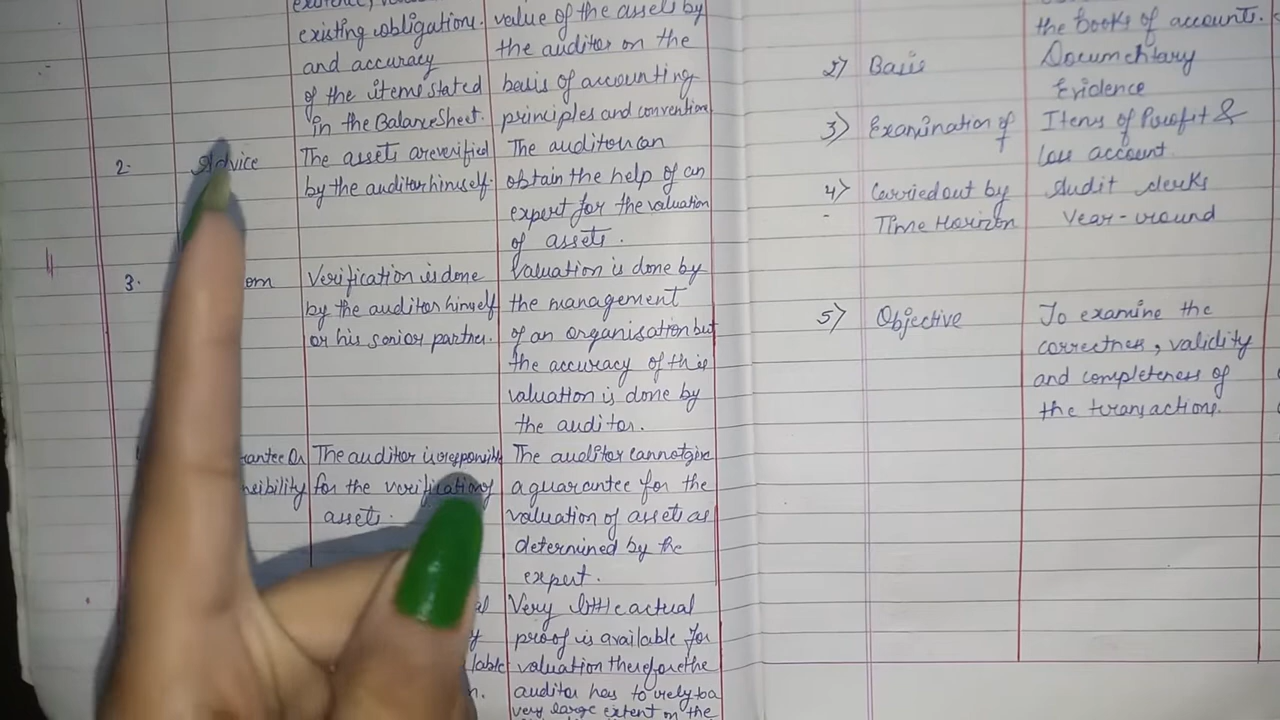 existing obligations.
and accuracy
of the items stated
in the Balance Sheet.
value of the assets by
the auditor on the
basis of accounting
principles and convention
2.
Advice
The assets are verified
by the auditor himself.
The auditor can
obtain the help of an
expert for the valuation
of assets.
3.
om
Verification is done
by the auditor himself
or his senior partner.
Valuation is done by
the management
of an organisation but
the accuracy of this
valuation is done by
the auditor.
rantee Or
nsibility
The auditor is responsible
for the verification of
assets.
The auditor cannot give
a guarantee for the
valuation of assets as
determined by the
expert.
al
y
lable
n.
Very little actual
proof is available for
valuation therefore the
auditor has to rely to a
very large extent on the
the books of accounts.
2) Basis
Documentary
Evidence
3) Examination of
Items of Profit &
loss account
4) Carried out by
Audit clerks
- Time Horizon
Year-round
5) Objective
To examine the
correctness, validity
and completeness of
the transactions.